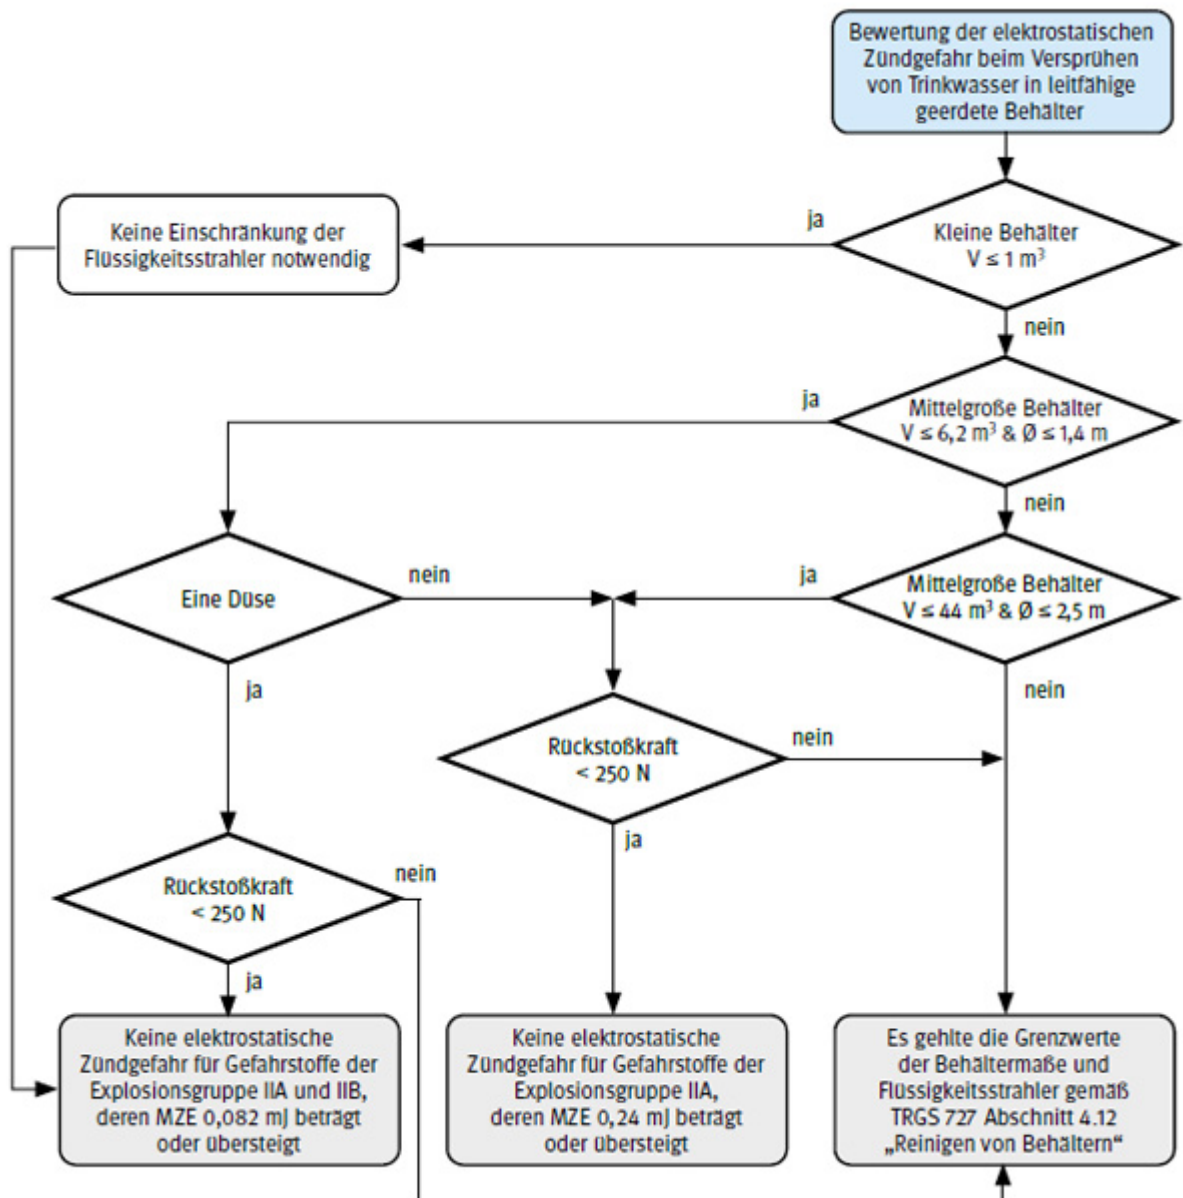 Bewertung der elektrostatischen
Zündgefahr beim Versprühen
von Trinkwasser in leitfähige
geerdete Behälter
Keine Einschränkung der
Flüssigkeitsstrahler notwendig
ja
Kleine Behälter
V ≤ 1 m³
nein
ja
Mittelgroße Behälter
V ≤ 6,2 m³ & Ø ≤ 1,4 m
nein
Eine Düse
nein
ja
Mittelgroße Behälter
V ≤ 44 m³ & Ø ≤ 2,5 m
ja
nein
Rückstoßkraft
< 250 N
nein
ja
Rückstoßkraft
< 250 N
nein
ja
Keine elektrostatische
Zündgefahr für Gefahrstoffe der
Explosionsgruppe IIA und IIB,
deren MZE 0,082 mJ beträgt
oder übersteigt
Keine elektrostatische
Zündgefahr für Gefahrstoffe der
Explosionsgruppe IIA,
deren MZE 0,24 mJ beträgt
oder übersteigt
Es gehlte die Grenzwerte
der Behältermaße und
Flüssigkeitsstrahler gemäß
TRGS 727 Abschnitt 4.12
„Reinigen von Behältern“